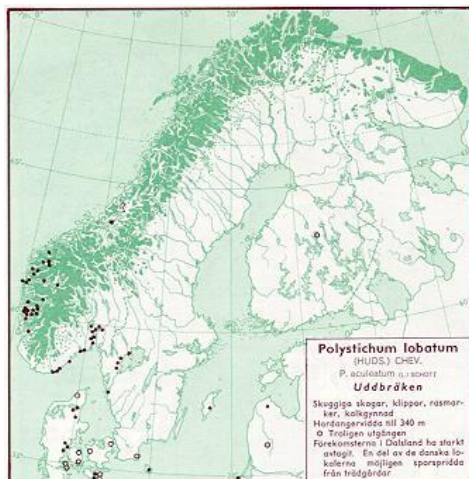 Polystichum lobatum
(HUDS.) CHEV.
P. aculeatum (L.) SCHOTT
Uddbräken
Skuggiga skogar, klippor, rasmar-
ker, kalkgynnad
Hordangervidda till 340 m
Troligen utgången
Förekomsterna i Dalsland ha starkt
avtagit. En del av de danska lo-
kalerna möjligen sporspridda
från trädgårdar